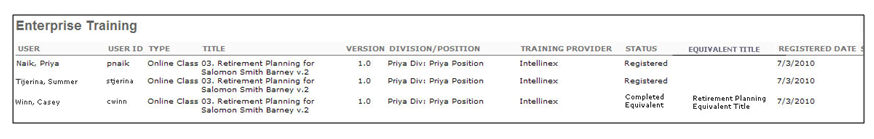 Enterprise Training
USER USER ID TYPE TITLE VERSION DIVISION/POSITION TRAINING PROVIDER STATUS EQUIVALENT TITLE REGISTERED DATE S
Naik, Priya pnaik Online Class 03. Retirement Planning for 1.0 Priya Div: Priya Position Intellinex Registered 7/3/2010
Salomon Smith Barney v.2
Tijerina, Summer stjerina Online Class 03. Retirement Planning for 1.0 Priya Div: Priya Position Intellinex Registered 7/3/2010
Salomon Smith Barney v.2
Winn, Casey cwinn Online Class 03. Retirement Planning for 1.0 Priya Div: Priya Position Intellinex Completed Retirement Planning 7/3/2010
Salomon Smith Barney v.2 Equivalent Equivalent Title